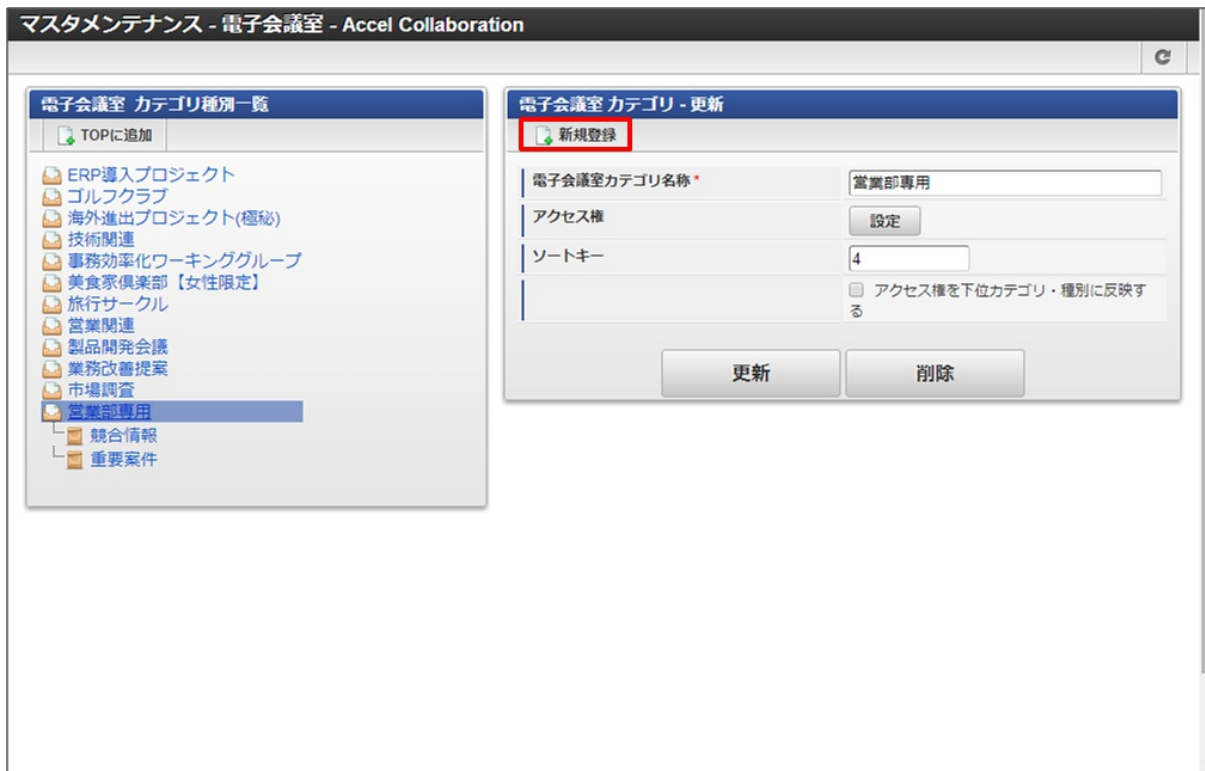 マスタメンテナンス - 電子会議室 - Accel Collaboration
電子会議室 カテゴリ種別一覧
TOPに追加
ERP導入プロジェクト
ゴルフクラブ
海外進出プロジェクト(極秘)
技術関連
事務効率化ワーキンググループ
美食家倶楽部【女性限定】
旅行サークル
営業関連
製品開発会議
業務改善提案
市場調査
営業部専用
競合情報
重要案件
電子会議室 カテゴリ - 更新
新規登録
電子会議室カテゴリ名称*
営業部専用
アクセス権
設定
ソートキー
4
アクセス権を下位カテゴリ・種別に反映す
る
更新
削除